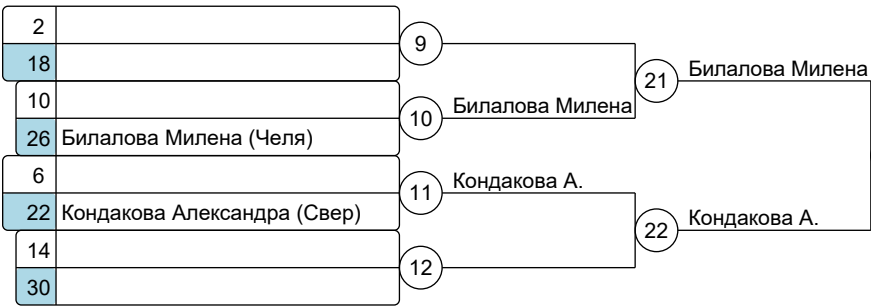 2
9
18
21 Билалова Милена
10
10 Билалова Милена
26 Билалова Милена (Челя)
6
11 Кондакова А.
22 Кондакова Александра (Свер)
22 Кондакова А.
14
12
30